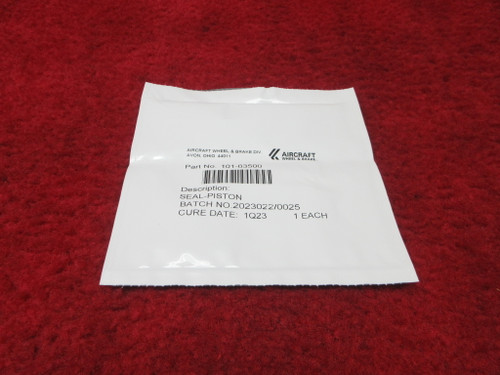 AIRCRAFT WHEEL & BRAKE DIV
AVON, OHIO 44011
AIRCRAFT
WHEEL & BRAKE
Part No. 101-03500
Description:
SEAL-PISTON
BATCH NO.2023022/0025
CURE DATE: 1Q23 1 EACH